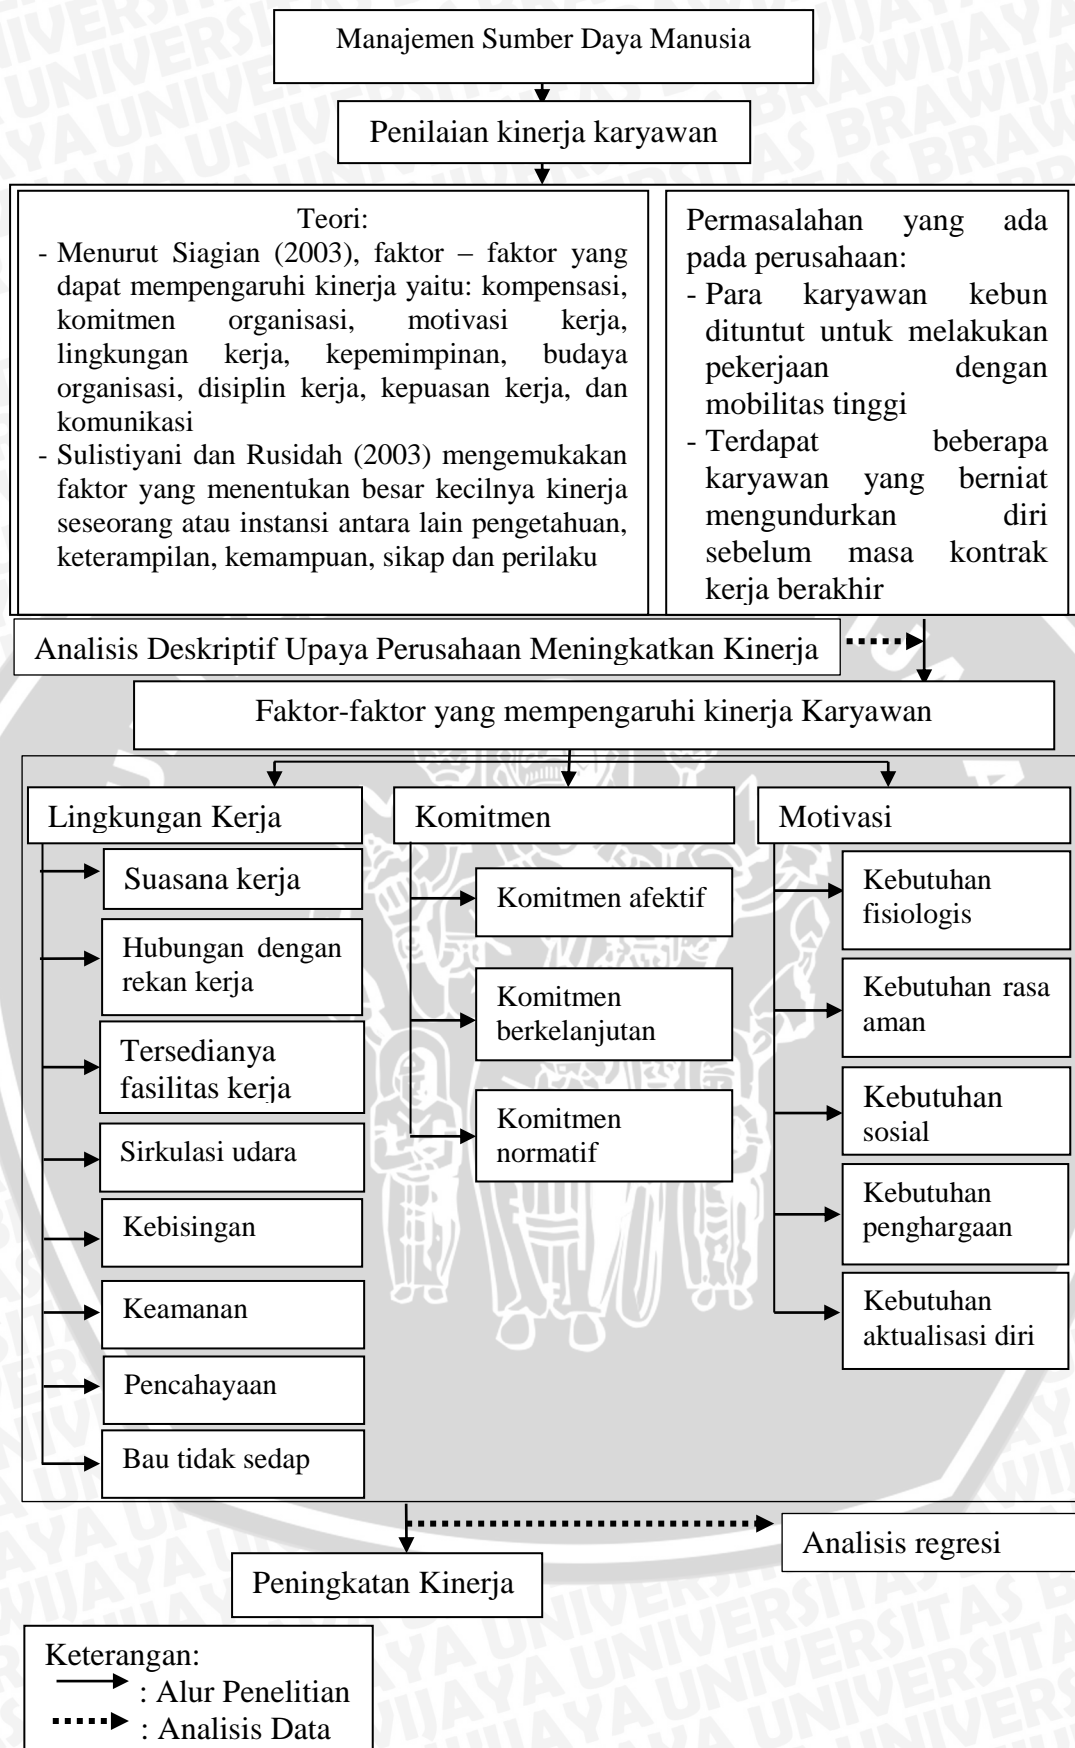 Manajemen Sumber Daya Manusia
Penilaian kinerja karyawan
Teori:
- Menurut Siagian (2003), faktor – faktor yang
dapat mempengaruhi kinerja yaitu: kompensasi,
komitmen organisasi, motivasi kerja,
lingkungan kerja, kepemimpinan, budaya
organisasi, disiplin kerja, kepuasan kerja, dan
komunikasi
- Sulistiyani dan Rusidah (2003) mengemukakan
faktor yang menentukan besar kecilnya kinerja
seseorang atau instansi antara lain pengetahuan,
keterampilan, kemampuan, sikap dan perilaku
Permasalahan yang ada
pada perusahaan:
- Para karyawan kebun
dituntut untuk melakukan
pekerjaan dengan
mobilitas tinggi
- Terdapat beberapa
karyawan yang berniat
mengundurkan diri
sebelum masa kontrak
kerja berakhir
Analisis Deskriptif Upaya Perusahaan Meningkatkan Kinerja
Faktor-faktor yang mempengaruhi kinerja Karyawan
Lingkungan Kerja
Suasana kerja
Hubungan dengan
rekan kerja
Tersedianya
fasilitas kerja
Sirkulasi udara
Kebisingan
Keamanan
Pencahayaan
Bau tidak sedap
Komitmen
Komitmen afektif
Komitmen
berkelanjutan
Komitmen
normatif
Motivasi
Kebutuhan
fisiologis
Kebutuhan rasa
aman
Kebutuhan
sosial
Kebutuhan
penghargaan
Kebutuhan
aktualisasi diri
Analisis regresi
Peningkatan Kinerja
Keterangan:
: Alur Penelitian
: Analisis Data